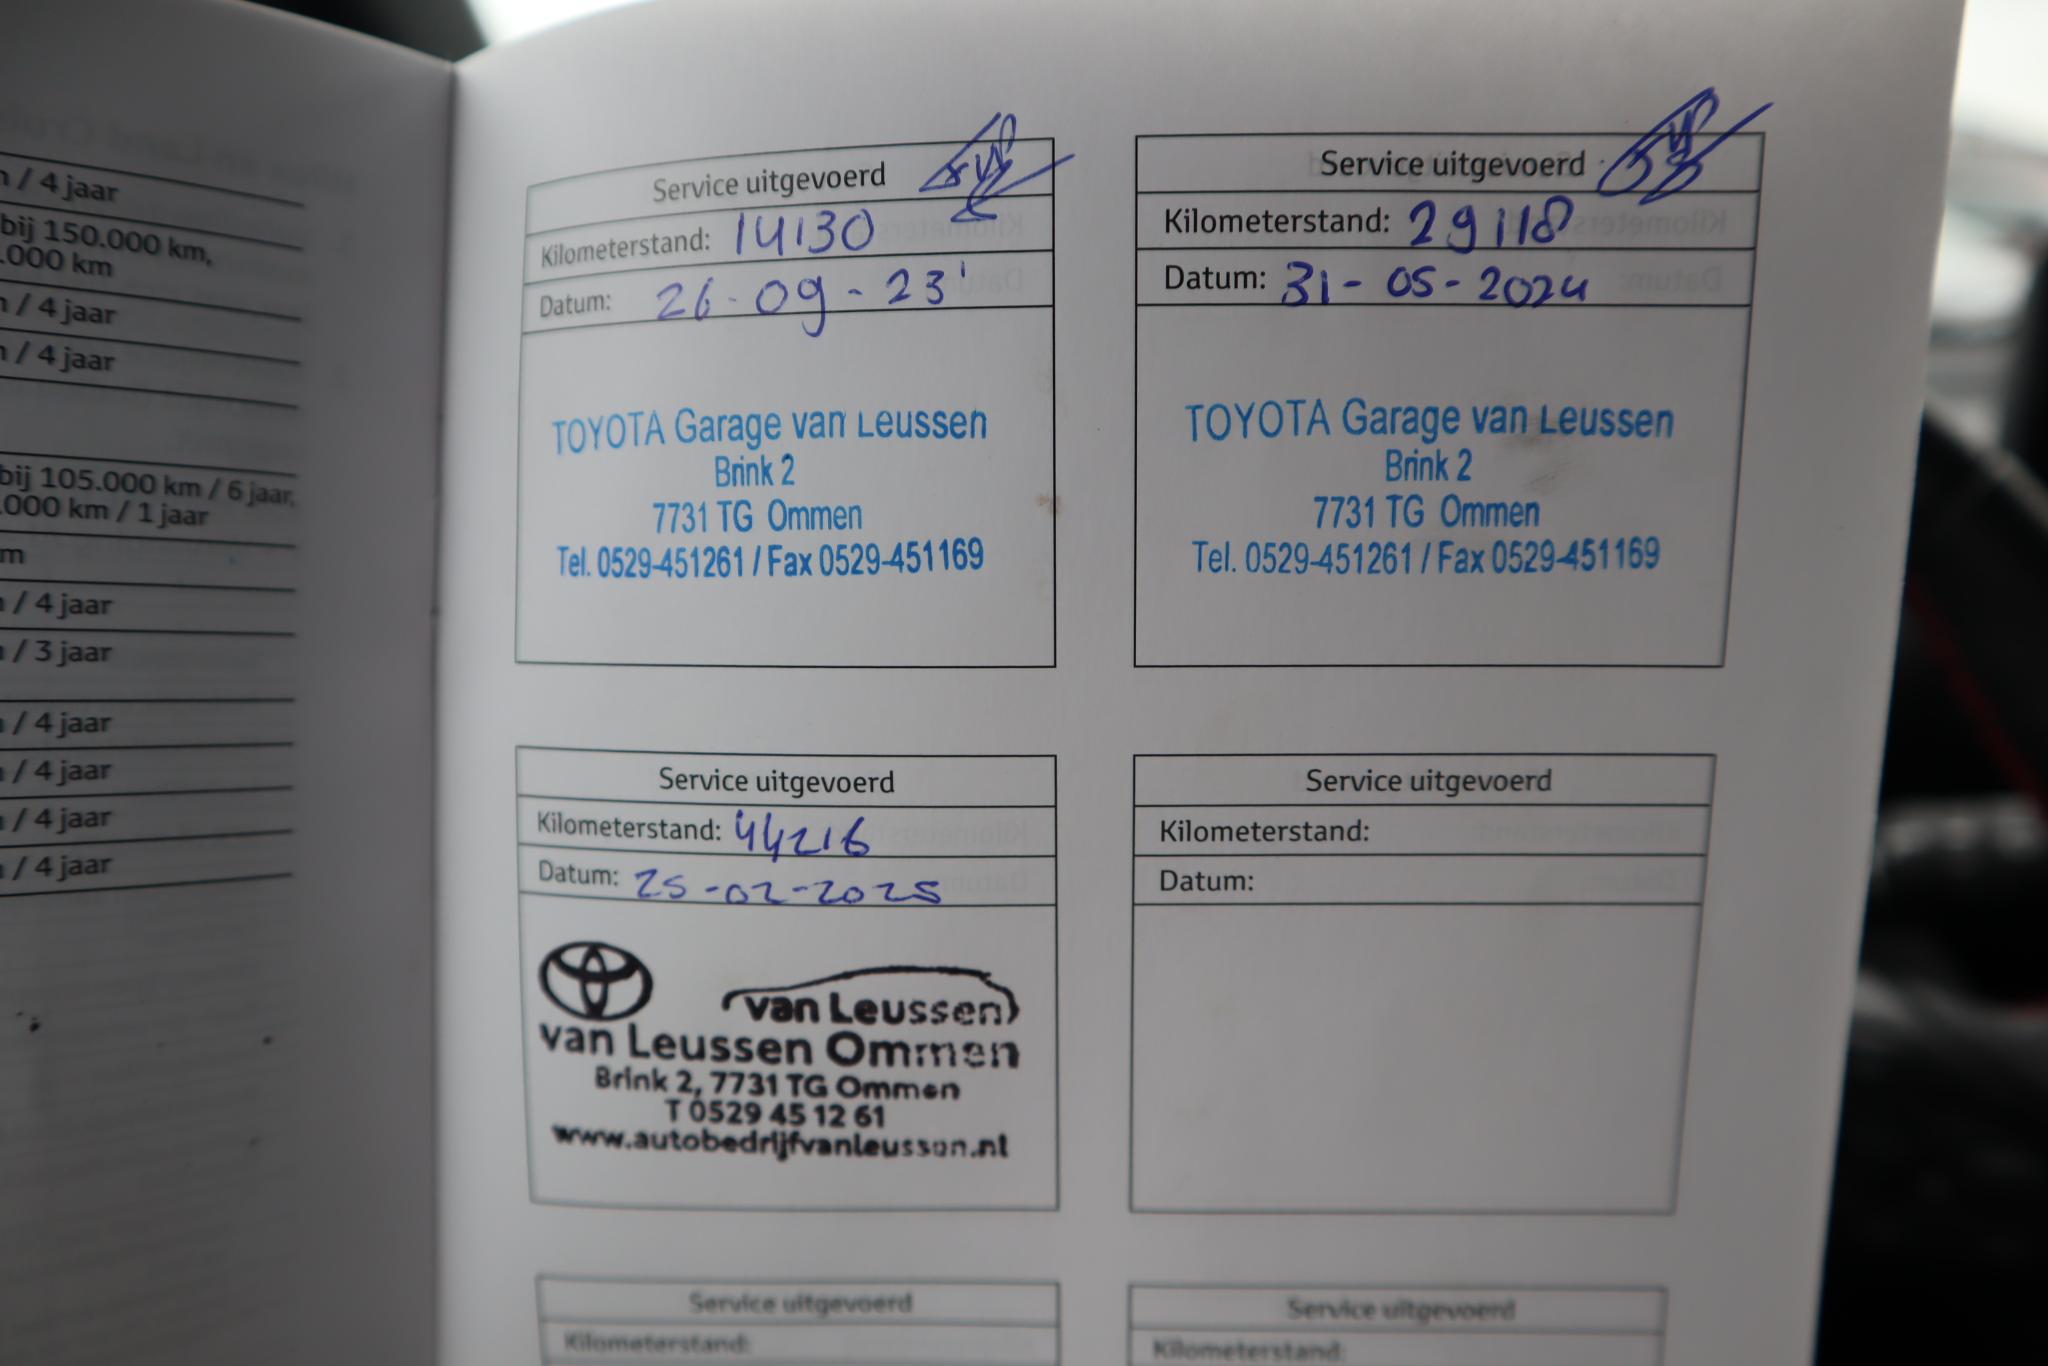 / 4 jaar
bij 150.000 km,
.000 km
/ 4 jaar
/ 4 jaar
bij 105.000 km / 6 jaar,
.000 km / 1 jaar
m
/ 4 jaar
/ 3 jaar
/ 4 jaar
/ 4 jaar
/ 4 jaar
/ 4 jaar
Service uitgevoerd
Kilometerstand: 14130
Datum: 26-09-23'
TOYOTA Garage van Leussen
Brink 2
7731 TG Ommen
Tel. 0529-451261 / Fax 0529-451169
Service uitgevoerd
Kilometerstand: 29118
Datum: 31-05-2024
TOYOTA Garage van Leussen
Brink 2
7731 TG Ommen
Tel. 0529-451261 / Fax 0529-451169
Service uitgevoerd
Kilometerstand: 44216
Datum: 25-02-2025
van Leussen
van Leussen Ommen
Brink 2, 7731 TG Ommen
T 0529 45 12 61
www.autobedrijfvanleussen.nl
Service uitgevoerd
Kilometerstand:
Datum:
Service uitgevoerd
Kilometerstand:
Service uitgevoerd
Kilometerstand: